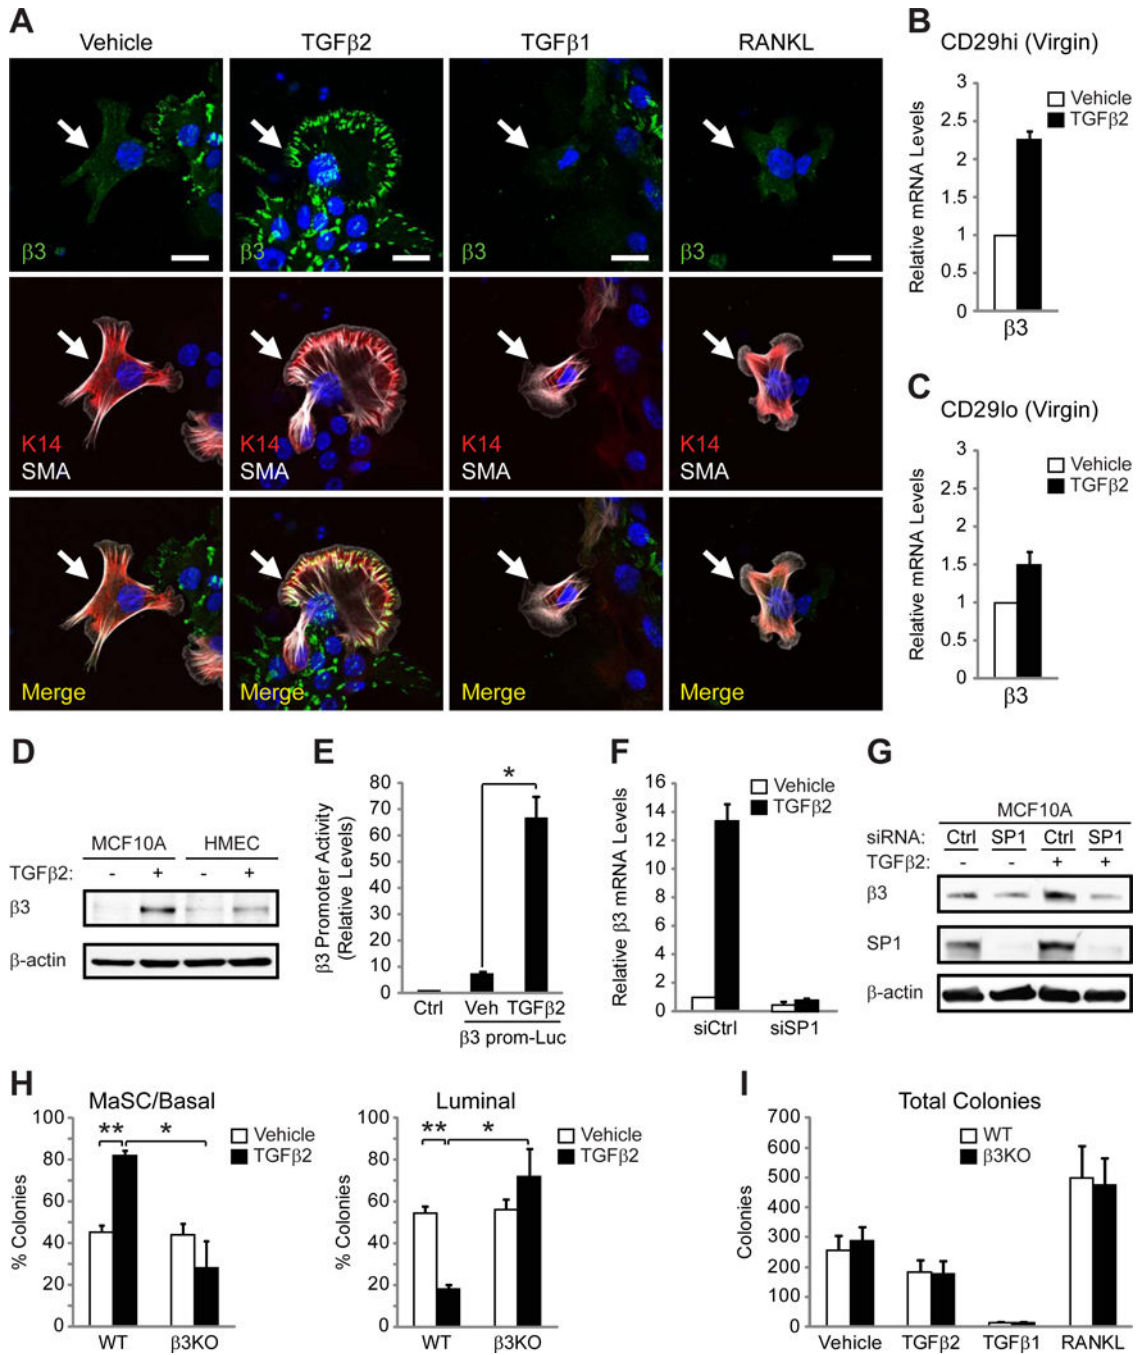 A
Vehicle
TGFβ2
TGFβ1
RANKL
β3
β3
β3
β3
K14
SMA
K14
SMA
K14
SMA
K14
SMA
Merge
Merge
Merge
Merge
B
CD29hi (Virgin)
Relative mRNA Levels
3
2.5
2
1.5
1
0.5
0
Vehicle
TGFβ2
β3
C
CD29lo (Virgin)
Relative mRNA Levels
3
2.5
2
1.5
1
0.5
0
Vehicle
TGFβ2
β3
D
MCF10A HMEC
TGFβ2: - + - +
β3
β-actin
E
β3 Promoter Activity
(Relative Levels)
80
70
60
50
40
30
20
10
0
*
Ctrl Veh TGFβ2
β3 prom-Luc
F
Relative β3 mRNA Levels
16
14
12
10
8
6
4
2
0
Vehicle
TGFβ2
siCtrl siSP1
G
MCF10A
siRNA: Ctrl SP1 Ctrl SP1
TGFβ2: - - + +
β3
SP1
β-actin
H
MaSC/Basal
% Colonies
100
80
60
40
20
0
** *
Vehicle
TGFβ2
WT β3KO
Luminal
% Colonies
100
80
60
40
20
0
** *
Vehicle
TGFβ2
WT β3KO
I
Total Colonies
Colonies
700
600
500
400
300
200
100
0
WT
β3KO
Vehicle TGFβ2 TGFβ1 RANKL